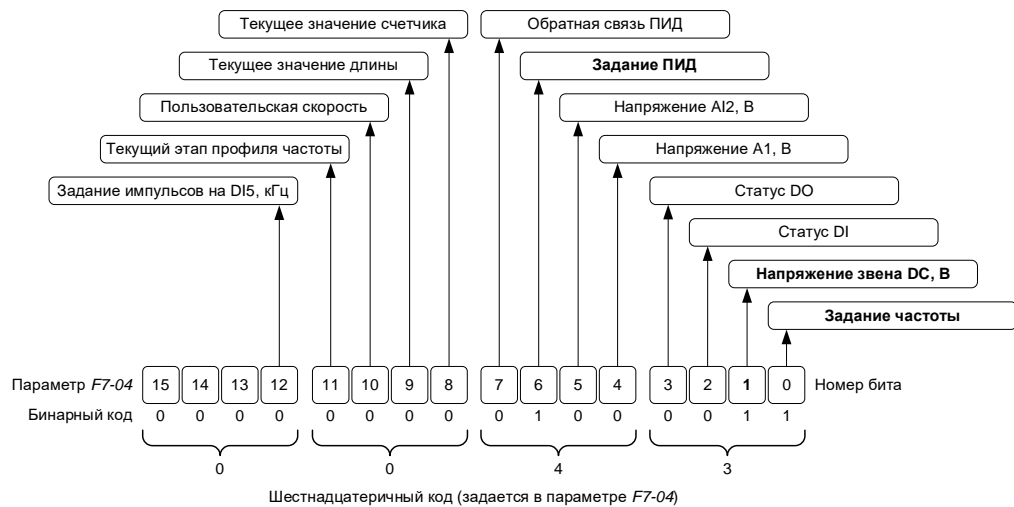 Текущее значение счетчика
Обратная связь ПИД
Текущее значение длины
Задание ПИД
Пользовательская скорость
Напряжение AI2, В
Текущий этап профиля частоты
Напряжение A1, В
Задание импульсов на DI5, кГц
Статус DO
Статус DI
Напряжение звена DC, В
Задание частоты
Параметр F7-04 15 14 13 12 11 10 9 8 7 6 5 4 3 2 1 0 Номер бита
Бинарный код 0 0 0 0 0 0 0 0 0 1 0 0 0 0 1 1
0 0 4 3
Шестнадцатеричный код (задается в параметре F7-04)